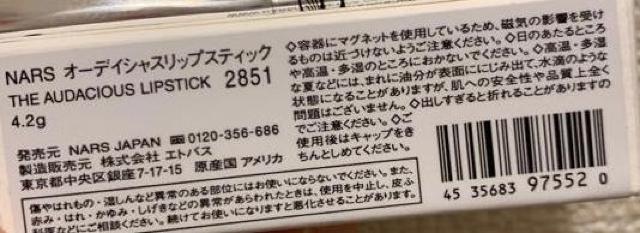 NARS オーデイシャスリップスティック
THE AUDACIOUS LIPSTICK 2851
4.2g
発売元 NARS JAPAN 0120-356-686
製造販売元 株式会社 エトバス
東京都中央区銀座7-17-15 原産国 アメリカ
◇容器にマグネットを使用しているため、磁気の影響を受け
るものは近づけないようご注意ください。◇日のあたるところ
や高温・多湿のところにおかないでください。◇高温・多湿
な夏などには、まれに油分が表面ににじみ出て、水滴のような
状態になることがありますが、肌への安全性や品質上全く
問題はございません。◇出しすぎると折れることがありますの
でご注意ください。◇ご
使用後はキャップをき
ちんとしめてください。
傷やはれもの・湿しんなど異常のある部位にはお使いにならないでください。また、
赤み・はれ・かゆみ・しげきなどの異常があらわれたときは、使用を中止し、皮ふ
科医などにご相談ください。続けてお使いになりますと悪化させることがあります。
4 535683 975520